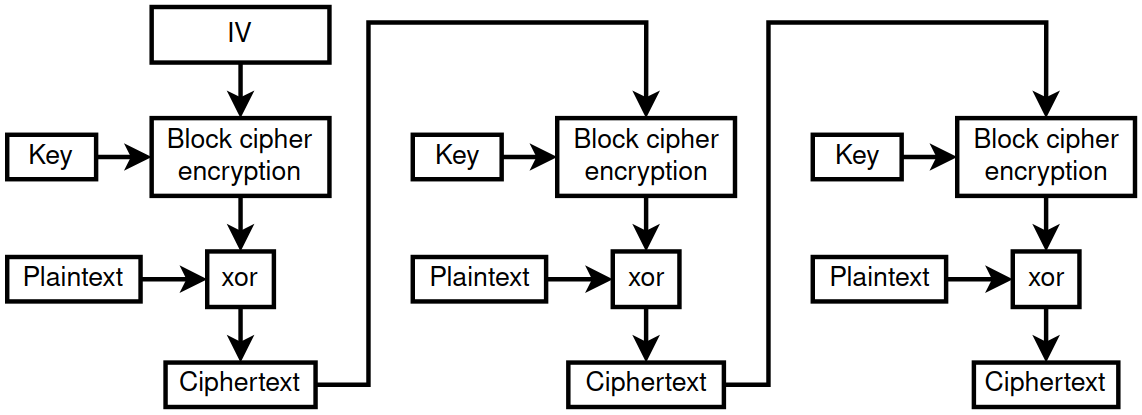 IV
Key
Block cipher
encryption
Key
Block cipher
encryption
Key
Block cipher
encryption
Plaintext
xor
Plaintext
xor
Plaintext
xor
Ciphertext
Ciphertext
Ciphertext